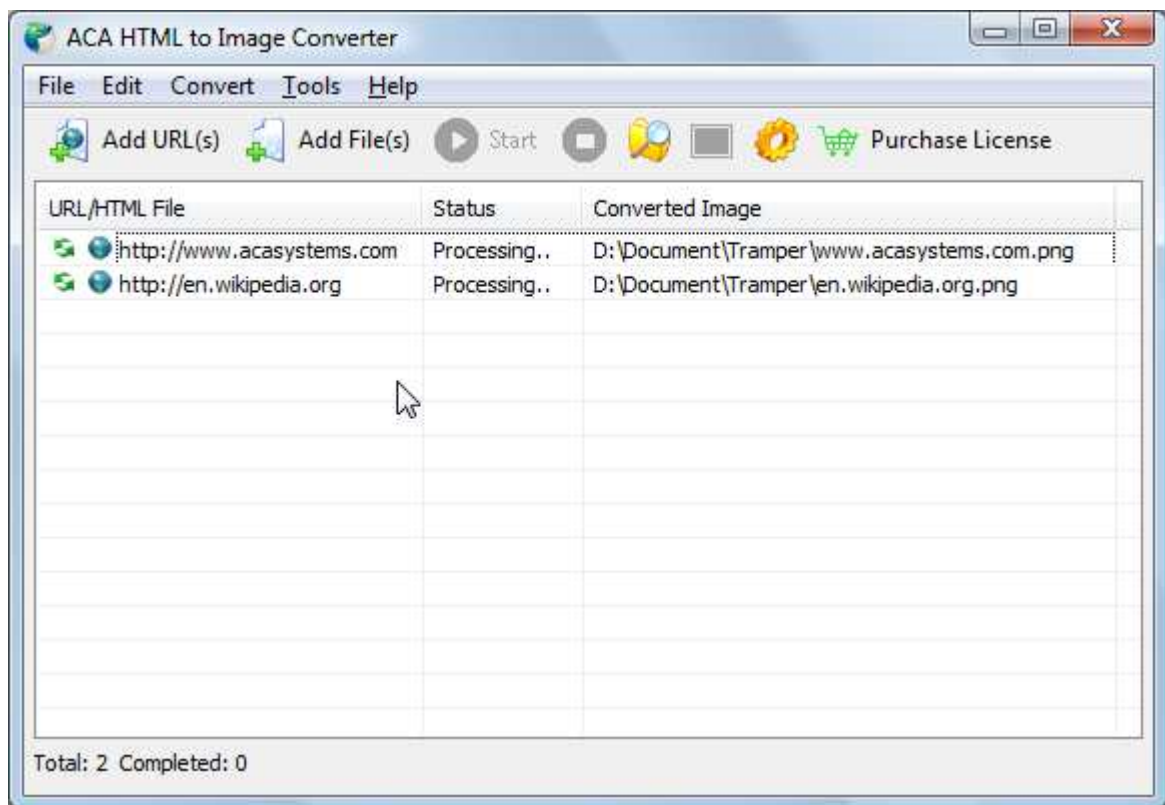 ACA HTML to Image Converter
File Edit Convert Tools Help
Add URL(s) Add File(s) Start Purchase License
URL/HTML File Status Converted Image
http://www.acasystems.com Processing.. D:\Document\Tramper\www.acasystems.com.png
http://en.wikipedia.org Processing.. D:\Document\Tramper\en.wikipedia.org.png
Total: 2 Completed: 0